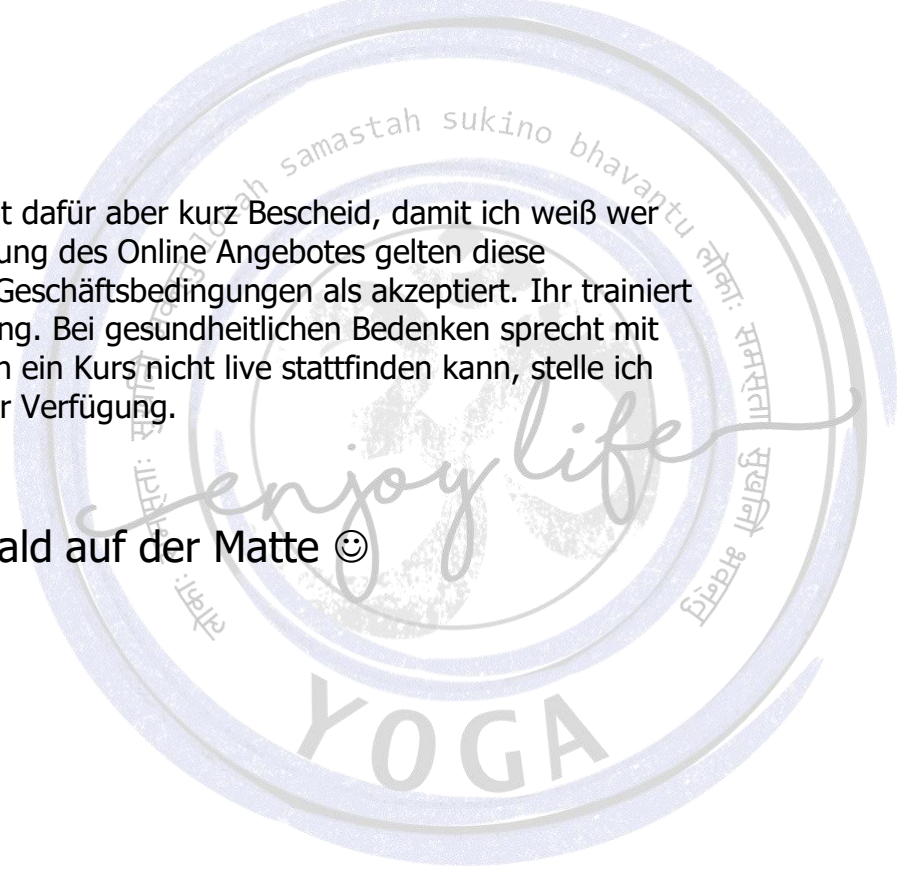 samastah sukino bhavantu
t dafür aber kurz Bescheid, damit ich weiß wer
ung des Online Angebotes gelten diese
Geschäftsbedingungen als akzeptiert. Ihr trainiert
ng. Bei gesundheitlichen Bedenken sprecht mit
n ein Kurs nicht live stattfinden kann, stelle ich
r Verfügung.
enjoy life
ald auf der Matte ☺
YOGA